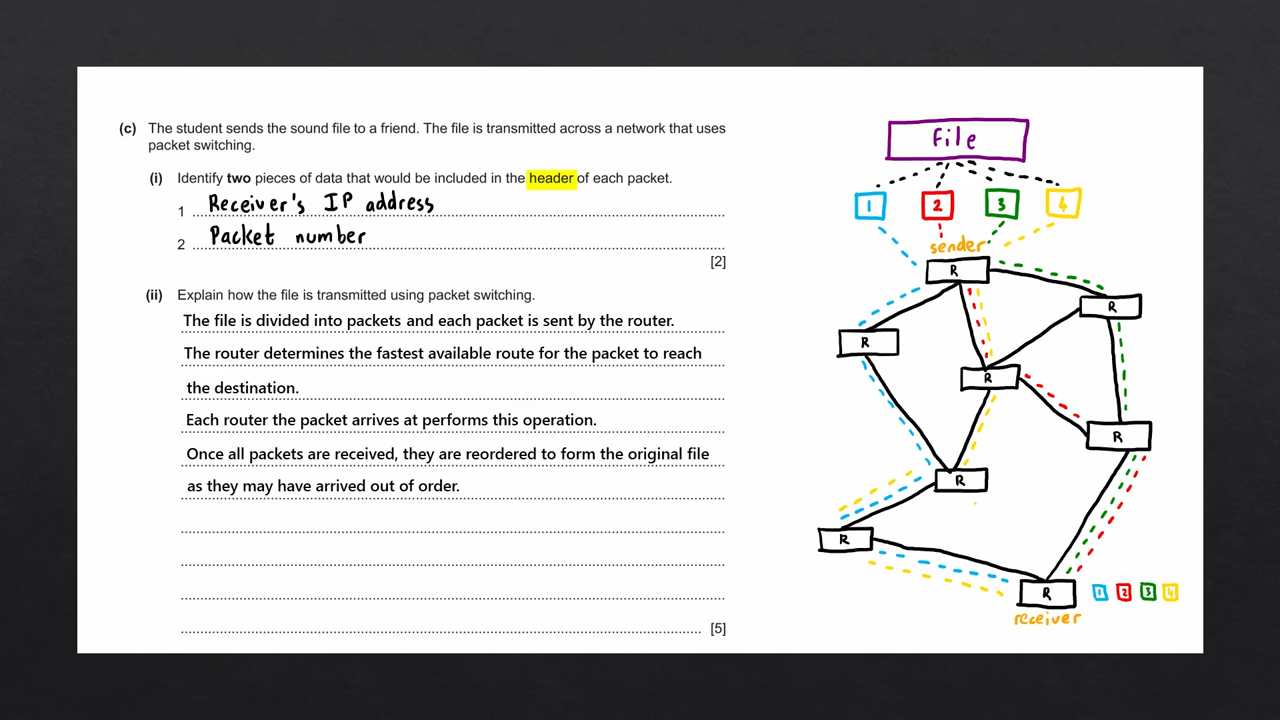 (c) The student sends the sound file to a friend. The file is transmitted across a network that uses
packet switching.
(i) Identify two pieces of data that would be included in the header of each packet.
1 Receiver's IP address
2 Packet number
[2]
(ii) Explain how the file is transmitted using packet switching.
The file is divided into packets and each packet is sent by the router.
The router determines the fastest available route for the packet to reach
the destination.
Each router the packet arrives at performs this operation.
Once all packets are received, they are reordered to form the original file
as they may have arrived out of order.
[5]
File
1 2 3 4
sender
R
R
R
R
R
R
R
R 1 2 3 4
receiver